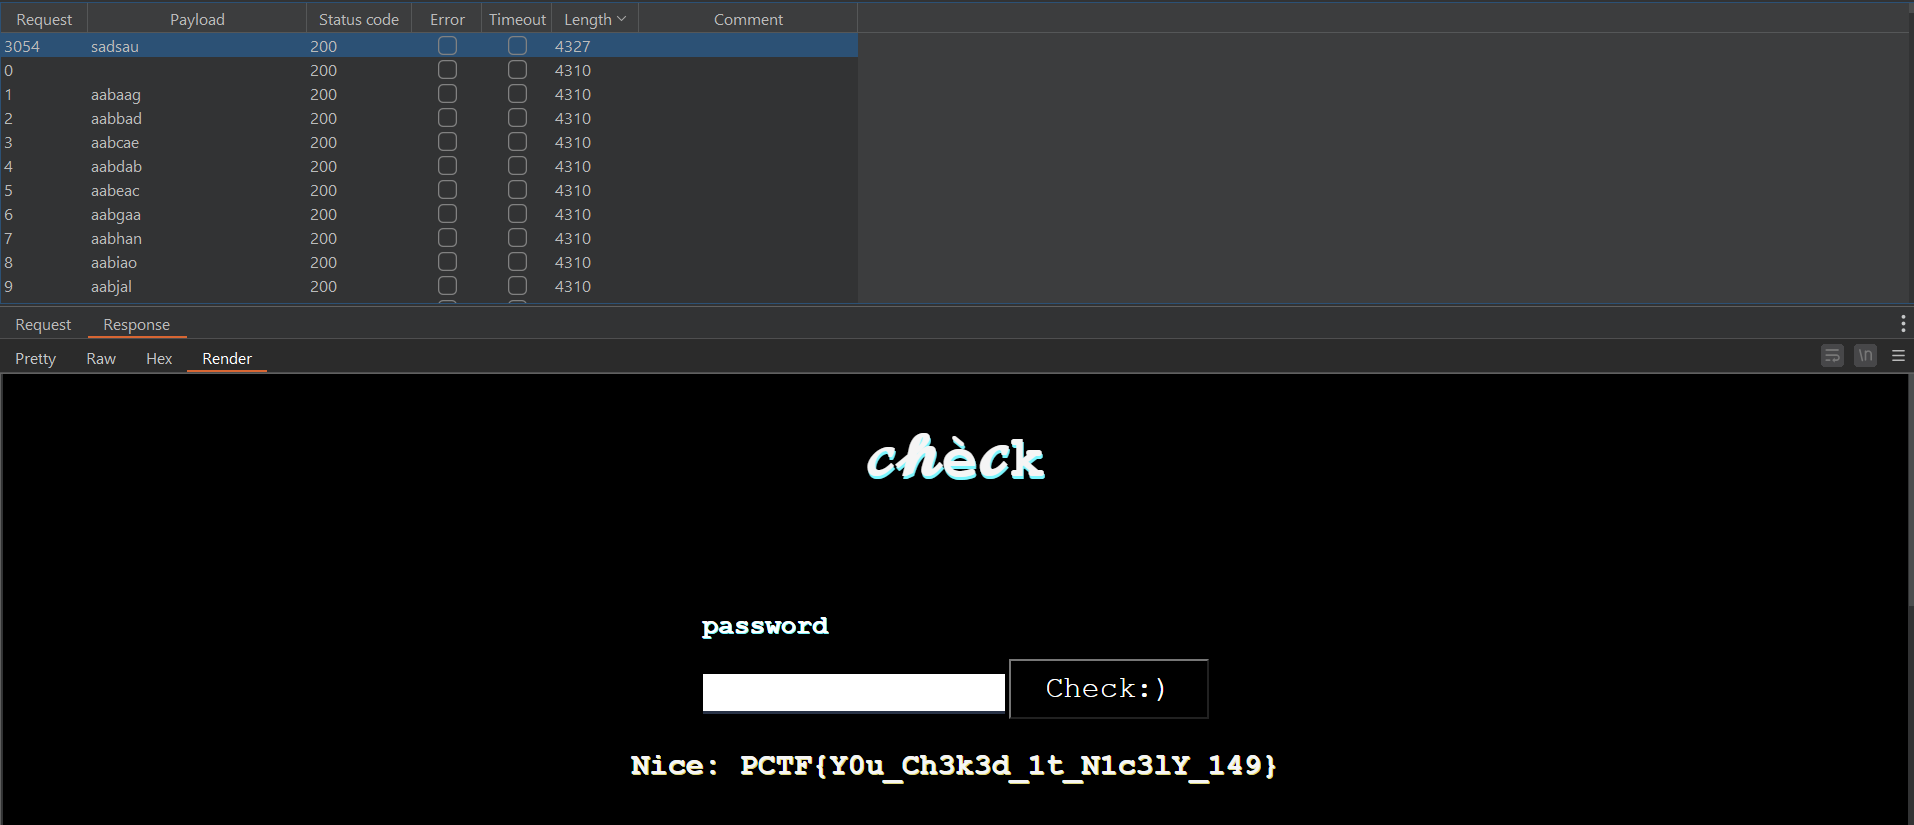 Request Payload Status code Error Timeout Length Comment
3054 sadsau 200 4327
0 200 4310
1 aabaag 200 4310
2 aabbad 200 4310
3 aabcae 200 4310
4 aabdab 200 4310
5 aabeac 200 4310
6 aabgaa 200 4310
7 aabhan 200 4310
8 aabiao 200 4310
9 aabjal 200 4310
Request Response
Pretty Raw Hex Render \n
chèck
password
Check:)
Nice: PCTF{Y0u_Ch3k3d_1t_N1c3lY_149}